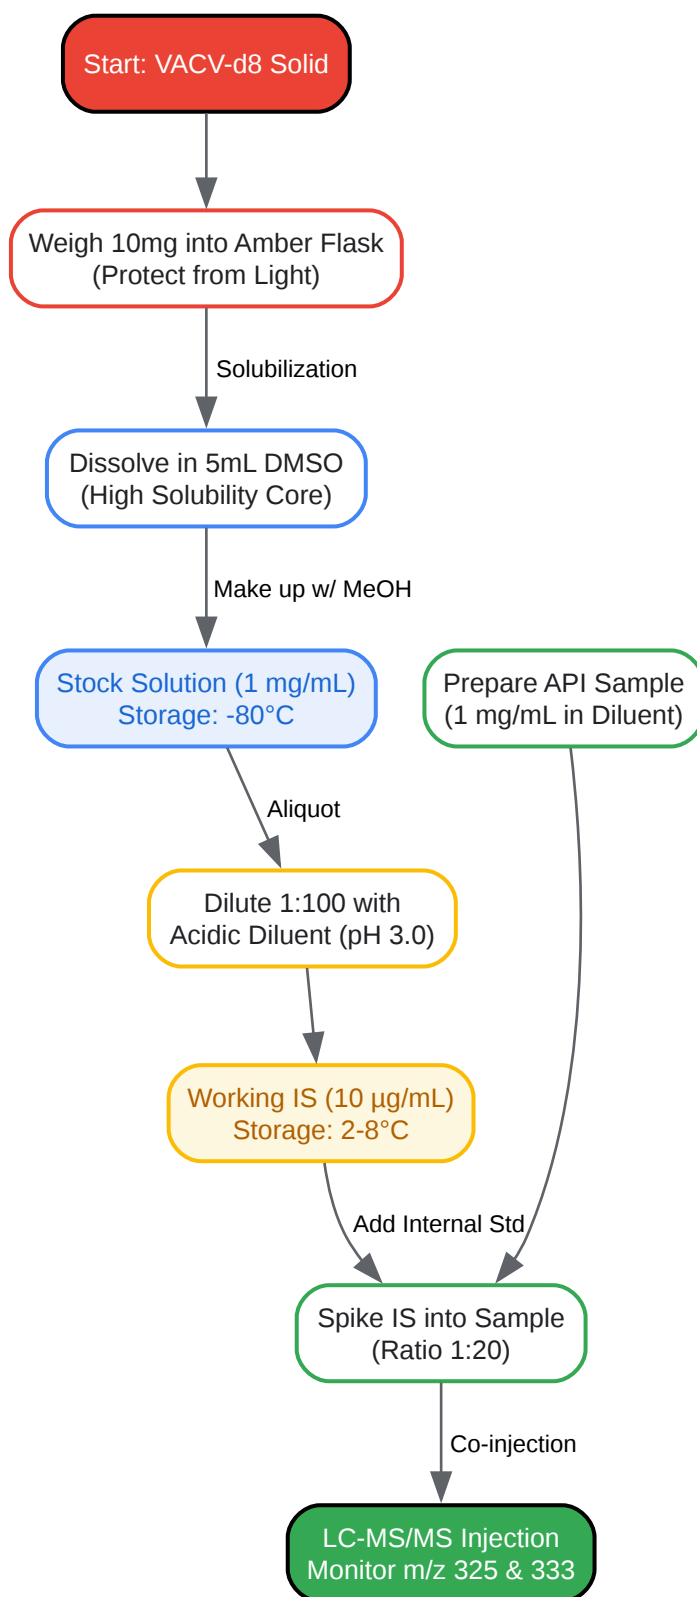 Start: VACV-d8 Solid
Weigh 10mg into Amber Flask
(Protect from Light)
Solubilization
Dissolve in 5mL DMSO
(High Solubility Core)
Make up w/ MeOH
Stock Solution (1 mg/mL)
Storage: -80°C
Prepare API Sample
(1 mg/mL in Diluent)
Aliquot
Dilute 1:100 with
Acidic Diluent (pH 3.0)
Working IS (10 µg/mL)
Storage: 2-8°C
Add Internal Std
Spike IS into Sample
(Ratio 1:20)
Co-injection
LC-MS/MS Injection
Monitor m/z 325 & 333